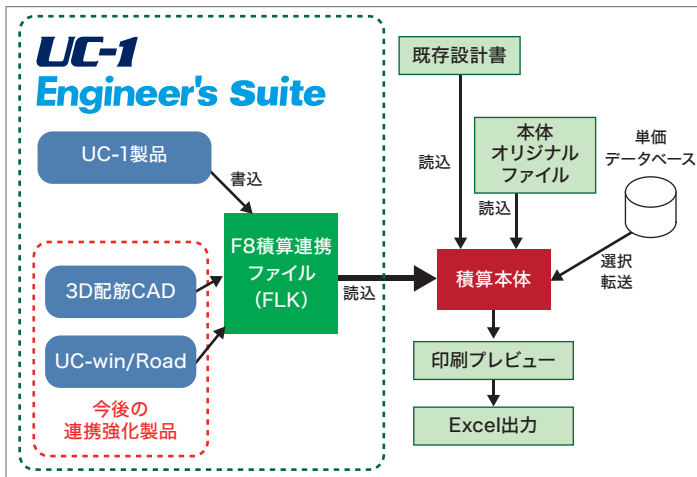 UC-1
Engineer's Suite
UC-1製品
書込
3D配筋CAD
UC-win/Road
今後の
連携強化製品
F8積算連携
ファイル
（FLK）
読込
既存設計書
読込
本体
オリジナル
ファイル
読込
単価
データベース
選択
転送
積算本体
印刷プレビュー
Excel出力